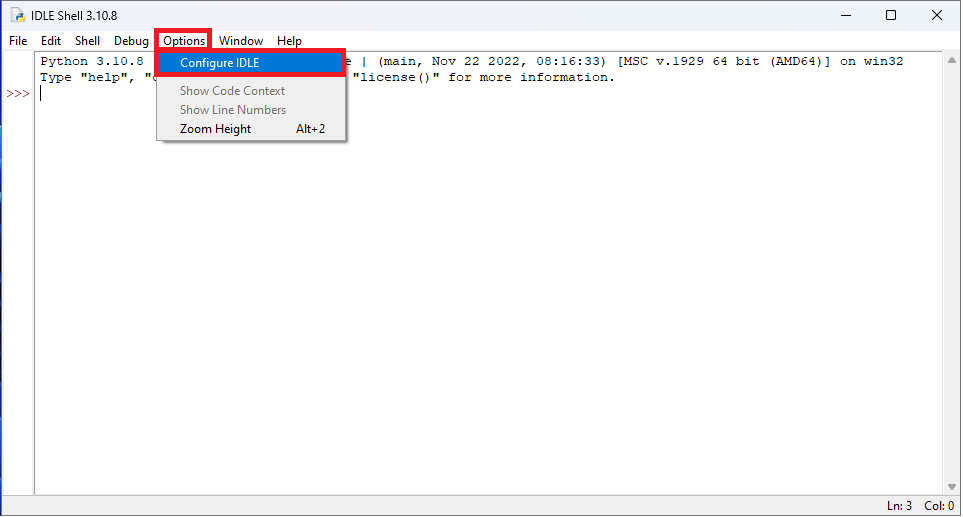 IDLE Shell 3.10.8
File Edit Shell Debug Options Window Help
Python 3.10.8 e | (main, Nov 22 2022, 08:16:33) [MSC v.1929 64 bit (AMD64)] on win32
Type "help", " "license()" for more information.
>>>
Configure IDLE
Show Code Context
Show Line Numbers
Zoom Height Alt+2
Ln: 3 Col: 0